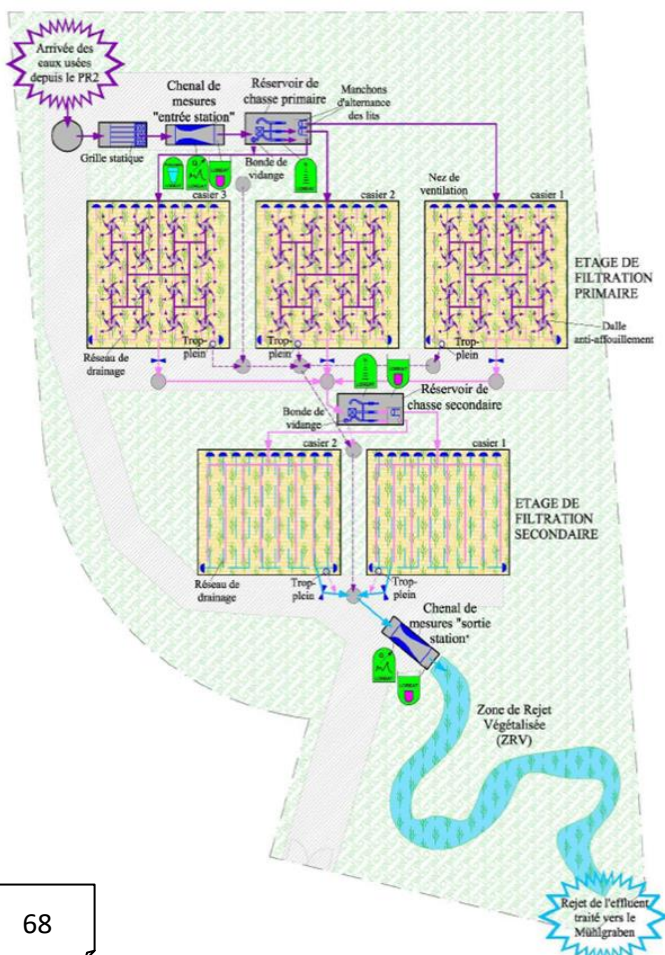 Arrivée des
eaux usées
depuis le PR2
Grille statique
Chenal de
mesures
"entrée station"
Réservoir de
chasse primaire
Manchons
d'alternance
des lits
Bonde de
vidange
Nez de
ventilation
casier 3
casier 2
casier 1
ETAGE DE
FILTRATION
PRIMAIRE
Dalle
anti-affouillement
Réseau de
drainage
Trop-
plein
Trop-
plein
Trop-
plein
Réservoir de
chasse secondaire
Bonde de
vidange
casier 2
casier 1
ETAGE DE
FILTRATION
SECONDAIRE
Réseau de
drainage
Trop-
plein
Trop-
plein
Chenal de
mesures "sortie
station"
Zone de Rejet
Végétalisée
(ZRV)
Rejet de l'effluent
traité vers le
Mühlgraben
68